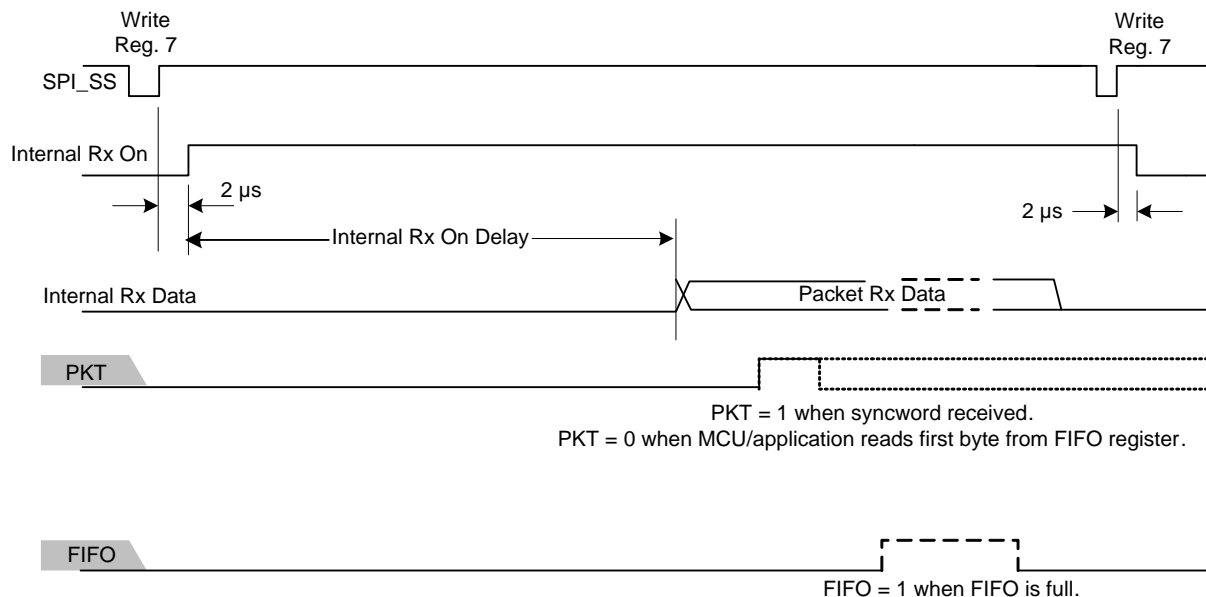 Write
Reg. 7
Write
Reg. 7
SPI_SS
Internal Rx On
2 µs
2 µs
Internal Rx On Delay
Internal Rx Data
Packet Rx Data
PKT
PKT = 1 when syncword received.
PKT = 0 when MCU/application reads first byte from FIFO register.
FIFO
FIFO = 1 when FIFO is full.